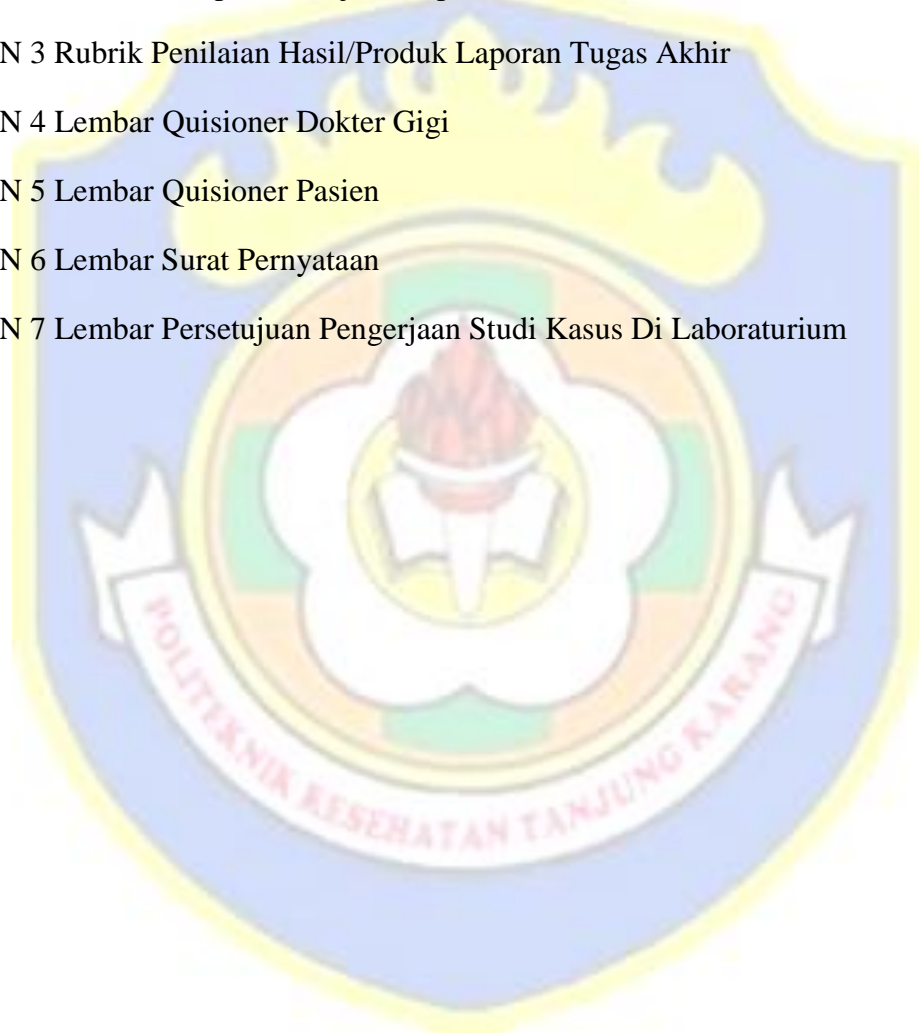 N 3 Rubrik Penilaian Hasil/Produk Laporan Tugas Akhir
N 4 Lembar Quisioner Dokter Gigi
N 5 Lembar Quisioner Pasien
N 6 Lembar Surat Pernyataan
N 7 Lembar Persetujuan Pengerjaan Studi Kasus Di Laboraturium
POLITEKNIK KESEHATAN TANJUNG KARANG